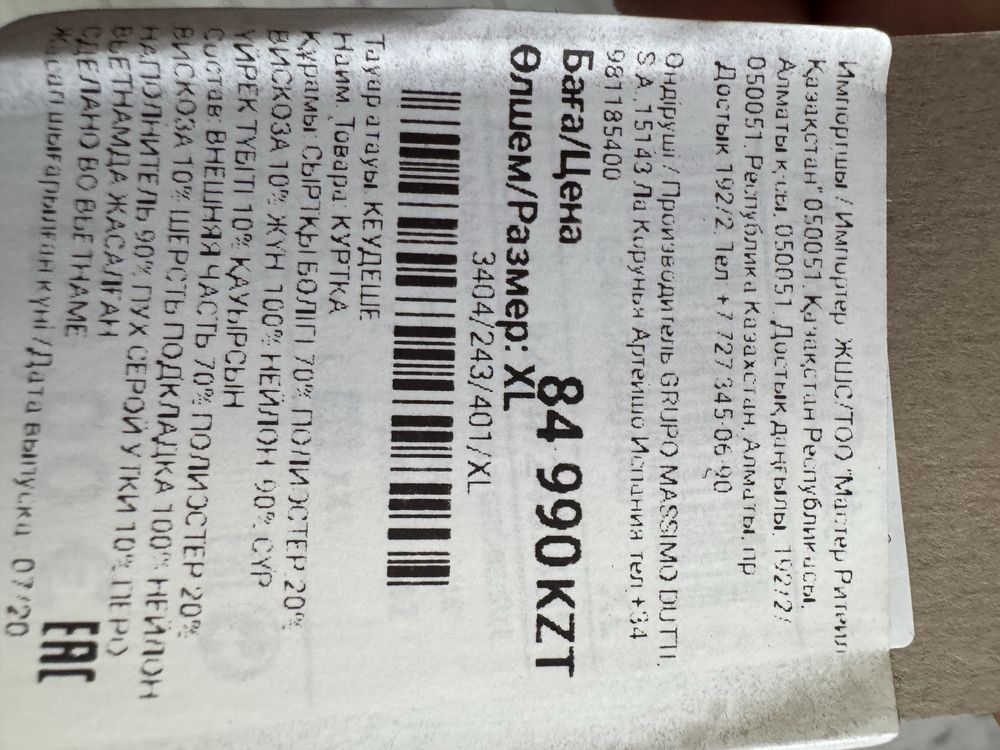 Импортшы / Импортер ЖШС/ТОО "Мастер Ритейл
Қазақстан" 050051, Қазақстан Республикасы,
Алматы қ-сы, 050051, Достық даңғылы, 192/2/
050051, Республика Казахстан, Алматы, пр
Достык 192/2 Тел +7 727 345-06-90
Өндіруші / Производитель GRUPO MASSIMO DUTTI,
S.A. 15143 Ла Корунья Артейшо Испания тел +34
981185400
Баға/Цена 84 990 KZT
Өлшем/Размер: XL
3404/243/401/XL
Тауар атауы КЕУДЕШЕ
Наим. Товара КУРТКА
Құрамы: СЫРТҚЫ БӨЛІГІ 70% ПОЛИЭСТЕР 20%
ВИСКОЗА 10% ЖҮН 100% НЕЙЛОН 90% СҰР
ҮЙРЕК ТҮБІТІ 10% ҚАУЫРСЫН
Состав: ВНЕШНЯЯ ЧАСТЬ 70% ПОЛИЭСТЕР 20%
ВИСКОЗА 10% ШЕРСТЬ ПОДКЛАДКА 100% НЕЙЛОН
НАПОЛНИТЕЛЬ 90% ПУХ СЕРОЙ УТКИ 10% ПЕРО
ВЬЕТНАМДА ЖАСАЛҒАН
СДЕЛАНО ВО ВЬЕТНАМЕ
Жасап шығарылған күні / Дата выпуска: 07/20
EAC